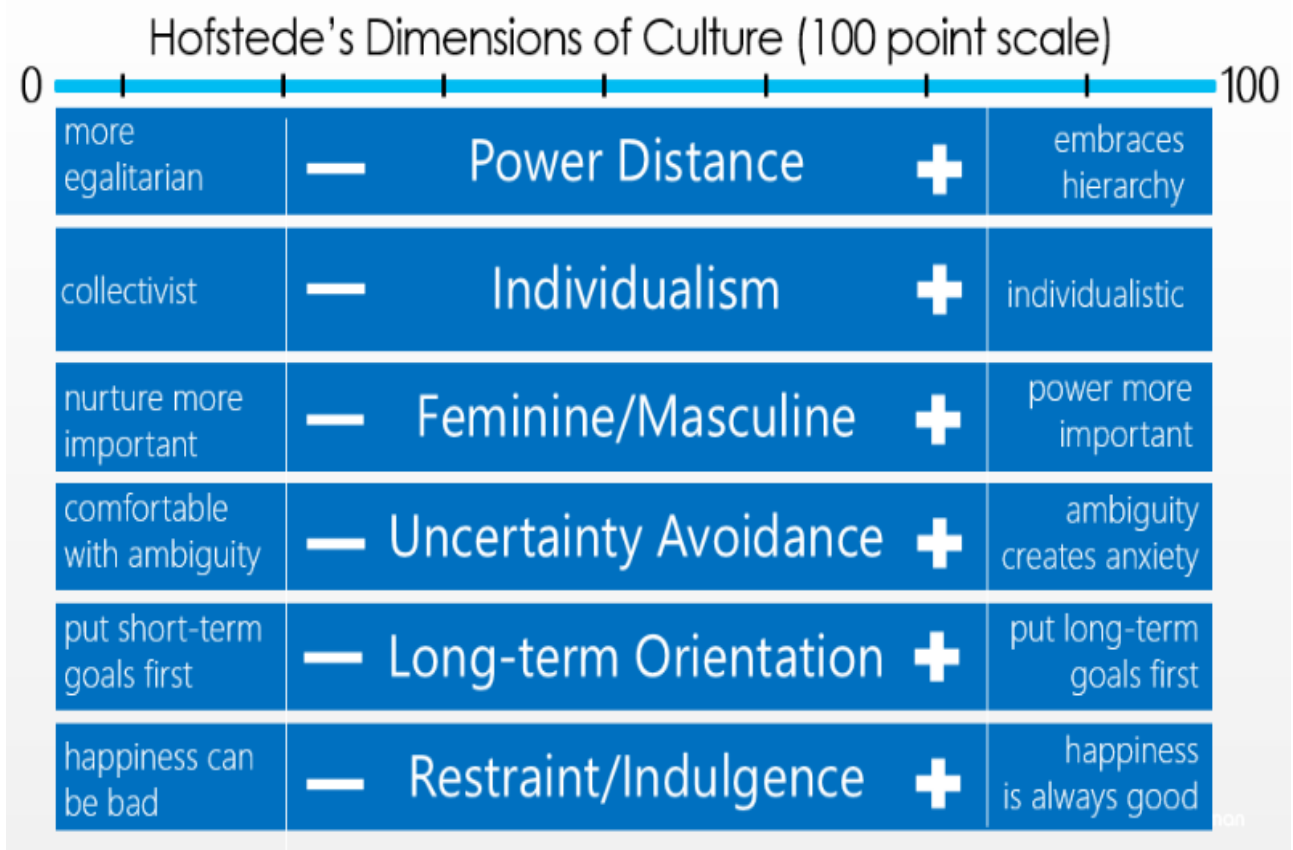 Hofstede's Dimensions of Culture (100 point scale)
0
100
more
egalitarian
Power Distance
embraces
hierarchy
collectivist
Individualism
individualistic
nurture more
important
Feminine/Masculine
power more
important
comfortable
with ambiguity
Uncertainty Avoidance
ambiguity
creates anxiety
put short-term
goals first
Long-term Orientation
put long-term
goals first
happiness can
be bad
Restraint/Indulgence
happiness
is always good